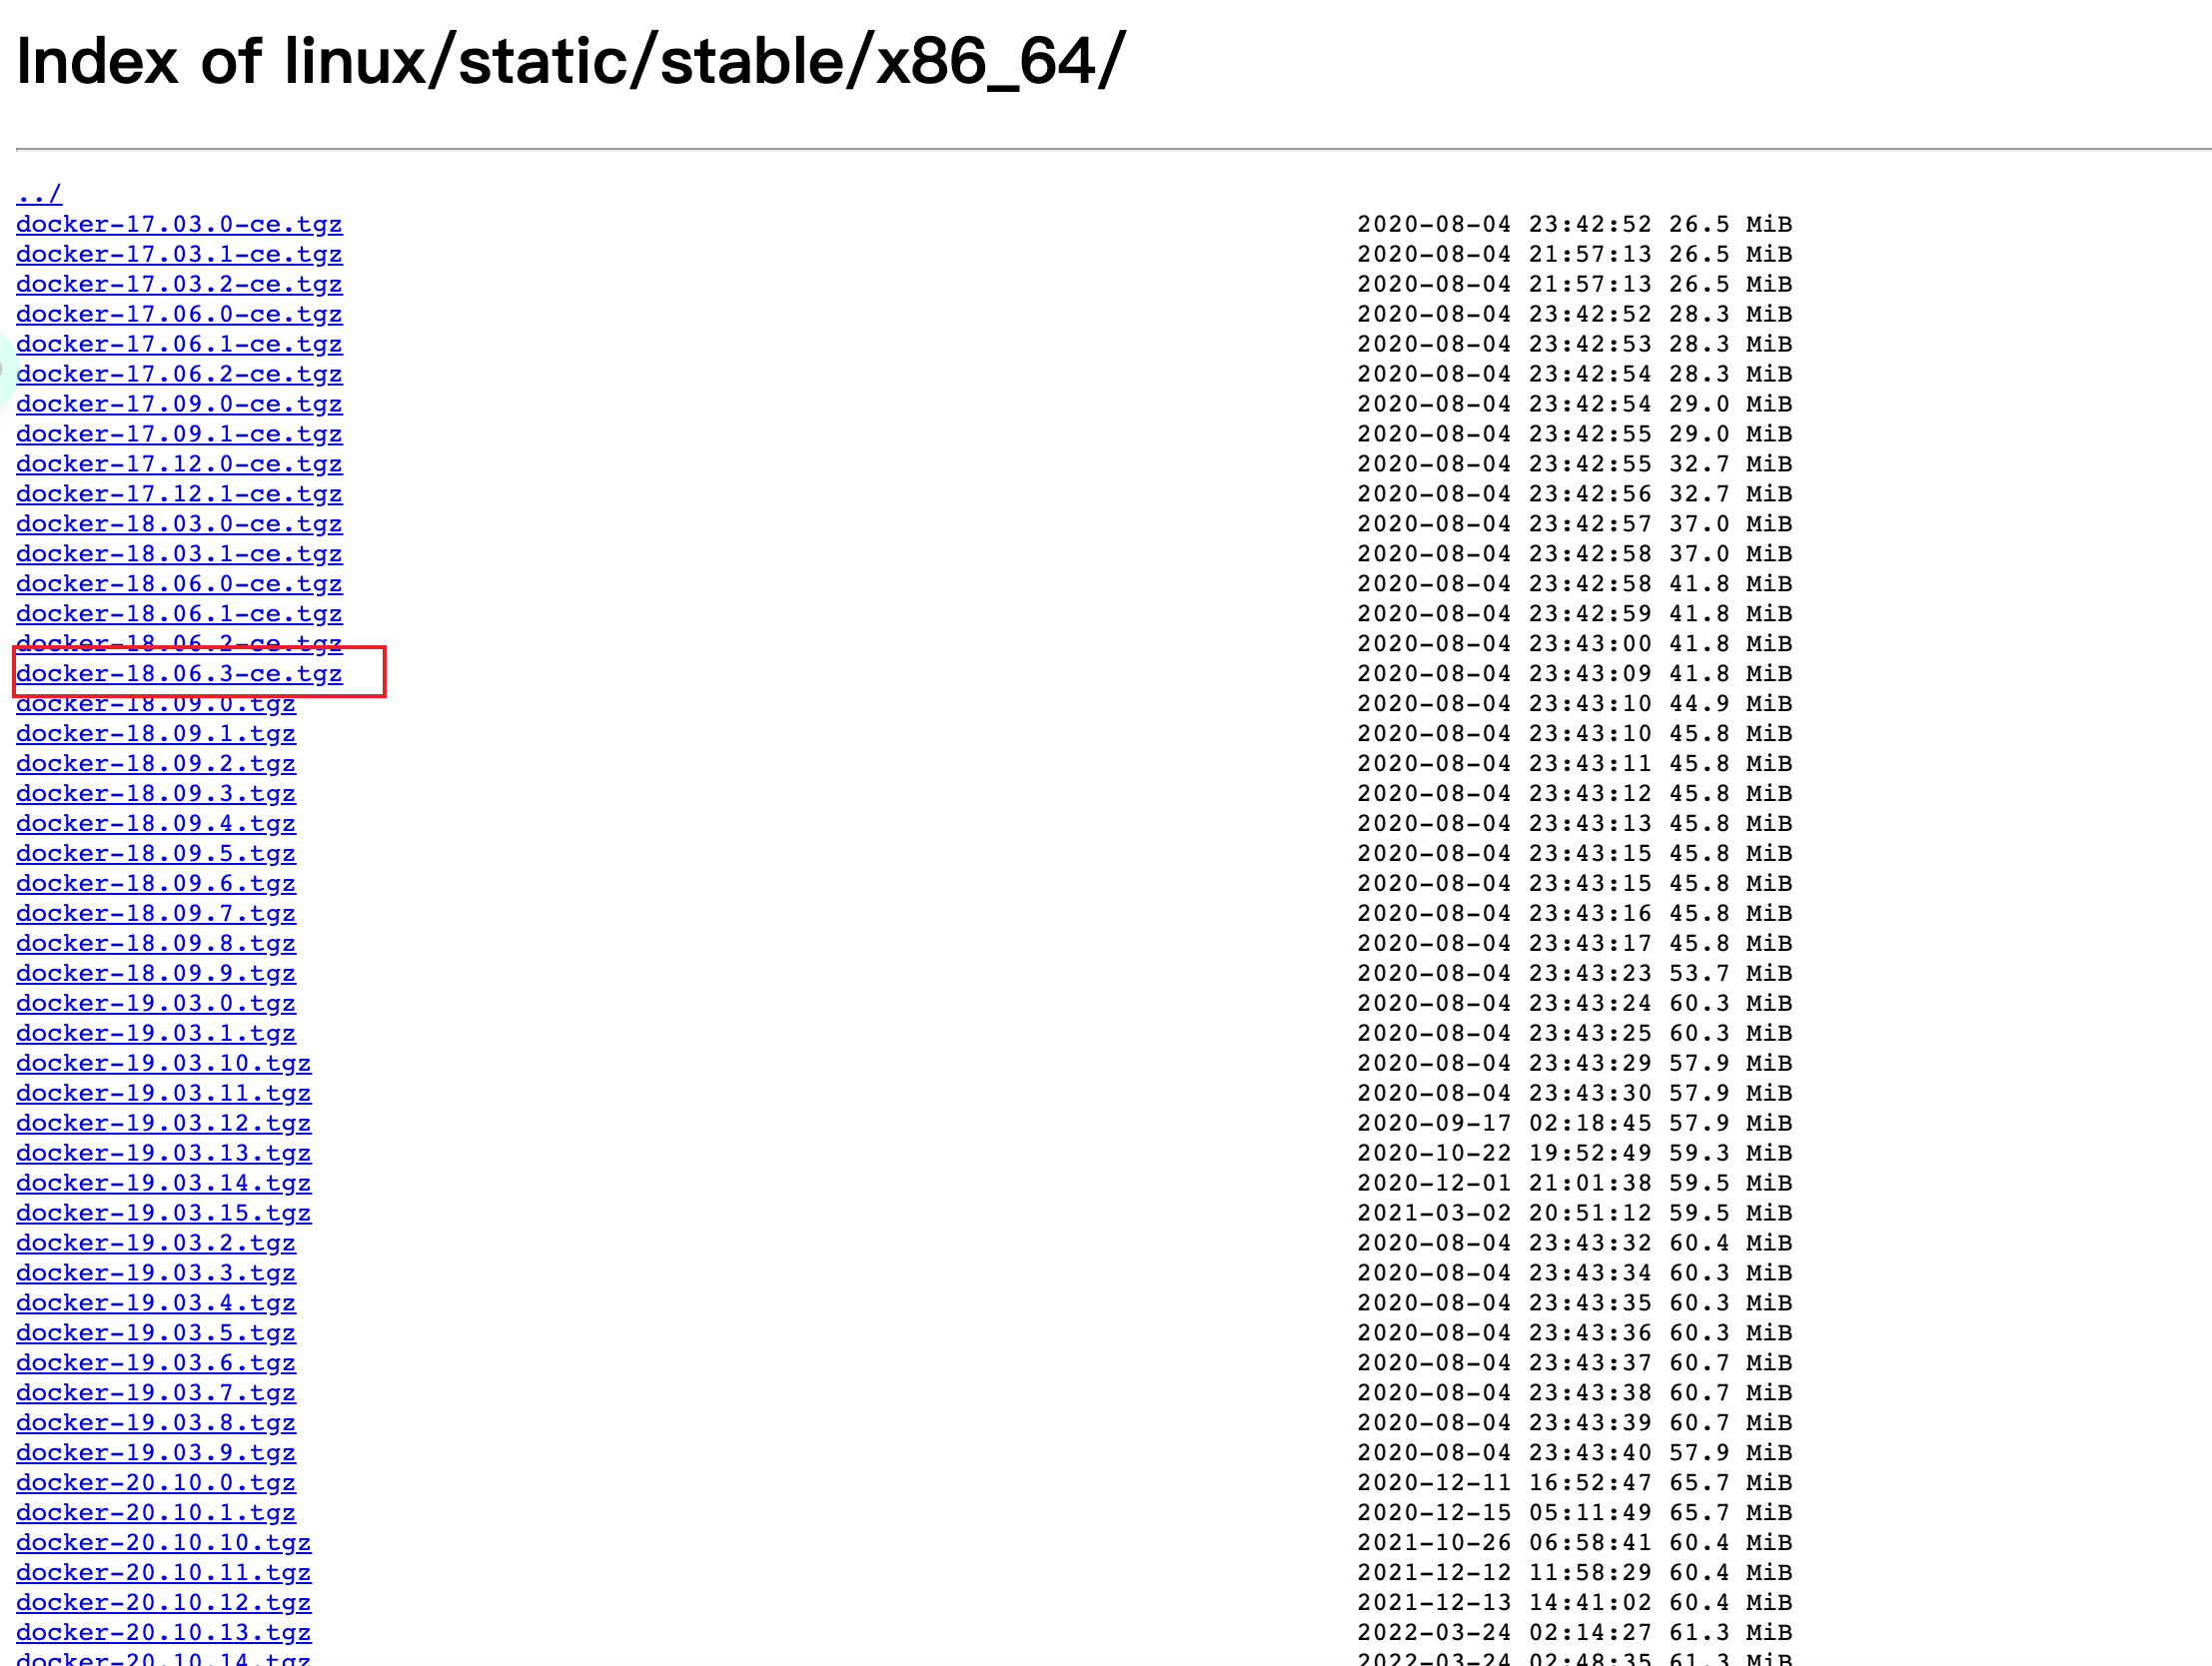 Index of linux/static/stable/x86_64/
../
docker-17.03.0-ce.tgz 2020-08-04 23:42:52 26.5 MiB
docker-17.03.1-ce.tgz 2020-08-04 21:57:13 26.5 MiB
docker-17.03.2-ce.tgz 2020-08-04 21:57:13 26.5 MiB
docker-17.06.0-ce.tgz 2020-08-04 23:42:52 28.3 MiB
docker-17.06.1-ce.tgz 2020-08-04 23:42:53 28.3 MiB
docker-17.06.2-ce.tgz 2020-08-04 23:42:54 28.3 MiB
docker-17.09.0-ce.tgz 2020-08-04 23:42:54 29.0 MiB
docker-17.09.1-ce.tgz 2020-08-04 23:42:55 29.0 MiB
docker-17.12.0-ce.tgz 2020-08-04 23:42:55 32.7 MiB
docker-17.12.1-ce.tgz 2020-08-04 23:42:56 32.7 MiB
docker-18.03.0-ce.tgz 2020-08-04 23:42:57 37.0 MiB
docker-18.03.1-ce.tgz 2020-08-04 23:42:58 37.0 MiB
docker-18.06.0-ce.tgz 2020-08-04 23:42:58 41.8 MiB
docker-18.06.1-ce.tgz 2020-08-04 23:42:59 41.8 MiB
docker-18.06.2-ce.tgz 2020-08-04 23:43:00 41.8 MiB
docker-18.06.3-ce.tgz 2020-08-04 23:43:09 41.8 MiB
docker-18.09.0.tgz 2020-08-04 23:43:10 44.9 MiB
docker-18.09.1.tgz 2020-08-04 23:43:10 45.8 MiB
docker-18.09.2.tgz 2020-08-04 23:43:11 45.8 MiB
docker-18.09.3.tgz 2020-08-04 23:43:12 45.8 MiB
docker-18.09.4.tgz 2020-08-04 23:43:13 45.8 MiB
docker-18.09.5.tgz 2020-08-04 23:43:15 45.8 MiB
docker-18.09.6.tgz 2020-08-04 23:43:15 45.8 MiB
docker-18.09.7.tgz 2020-08-04 23:43:16 45.8 MiB
docker-18.09.8.tgz 2020-08-04 23:43:17 45.8 MiB
docker-18.09.9.tgz 2020-08-04 23:43:23 53.7 MiB
docker-19.03.0.tgz 2020-08-04 23:43:24 60.3 MiB
docker-19.03.1.tgz 2020-08-04 23:43:25 60.3 MiB
docker-19.03.10.tgz 2020-08-04 23:43:29 57.9 MiB
docker-19.03.11.tgz 2020-08-04 23:43:30 57.9 MiB
docker-19.03.12.tgz 2020-09-17 02:18:45 57.9 MiB
docker-19.03.13.tgz 2020-10-22 19:52:49 59.3 MiB
docker-19.03.14.tgz 2020-12-01 21:01:38 59.5 MiB
docker-19.03.15.tgz 2021-03-02 20:51:12 59.5 MiB
docker-19.03.2.tgz 2020-08-04 23:43:32 60.4 MiB
docker-19.03.3.tgz 2020-08-04 23:43:34 60.3 MiB
docker-19.03.4.tgz 2020-08-04 23:43:35 60.3 MiB
docker-19.03.5.tgz 2020-08-04 23:43:36 60.3 MiB
docker-19.03.6.tgz 2020-08-04 23:43:37 60.7 MiB
docker-19.03.7.tgz 2020-08-04 23:43:38 60.7 MiB
docker-19.03.8.tgz 2020-08-04 23:43:39 60.7 MiB
docker-19.03.9.tgz 2020-08-04 23:43:40 57.9 MiB
docker-20.10.0.tgz 2020-12-11 16:52:47 65.7 MiB
docker-20.10.1.tgz 2020-12-15 05:11:49 65.7 MiB
docker-20.10.10.tgz 2021-10-26 06:58:41 60.4 MiB
docker-20.10.11.tgz 2021-12-12 11:58:29 60.4 MiB
docker-20.10.12.tgz 2021-12-13 14:41:02 60.4 MiB
docker-20.10.13.tgz 2022-03-24 02:14:27 61.3 MiB
docker-20.10.14.tgz 2022-03-24 02:48:35 61.3 MiB